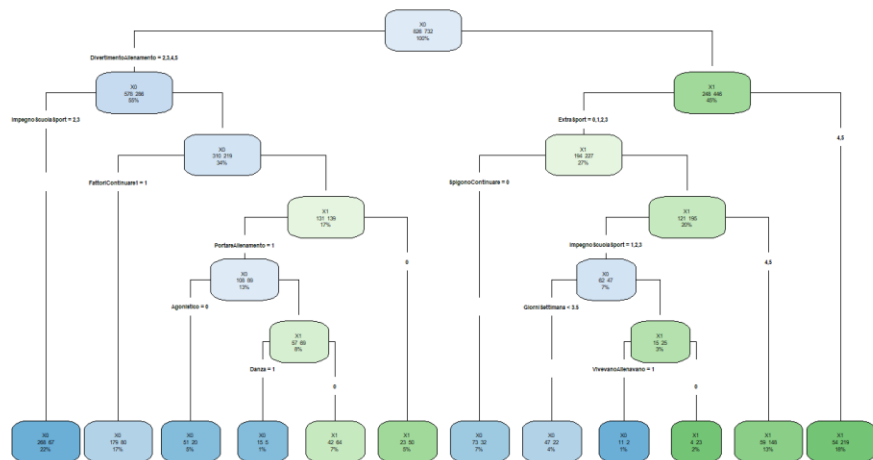 X0
826 732
100%
DivertimentoAllenamento = 2,3,4,5
X0
578 286
55%
X1
248 446
45%
ImpegnoScuolaSport = 2,3
ExtraSport = 0,1,2,3
4,5
X0
310 219
34%
X1
194 227
27%
FattoriContinuare1 = 1
SpigonoContinuare = 0
X1
131 139
17%
X1
121 195
20%
PortareAllenamento = 1
0
ImpegnoScuolaSport = 1,2,3
4,5
X0
108 89
13%
X0
62 47
7%
Agonistico = 0
GiorniSettimana < 3.5
X1
57 69
8%
X1
15 25
3%
Danza = 1
0
VivevanoAllenavano = 1
0
X0
268 67
22%
X0
179 80
17%
X0
51 20
5%
X0
15 5
1%
X1
42 64
7%
X1
23 50
5%
X0
73 32
7%
X0
47 22
4%
X0
11 2
1%
X1
4 23
2%
X1
59 148
13%
X1
54 219
18%